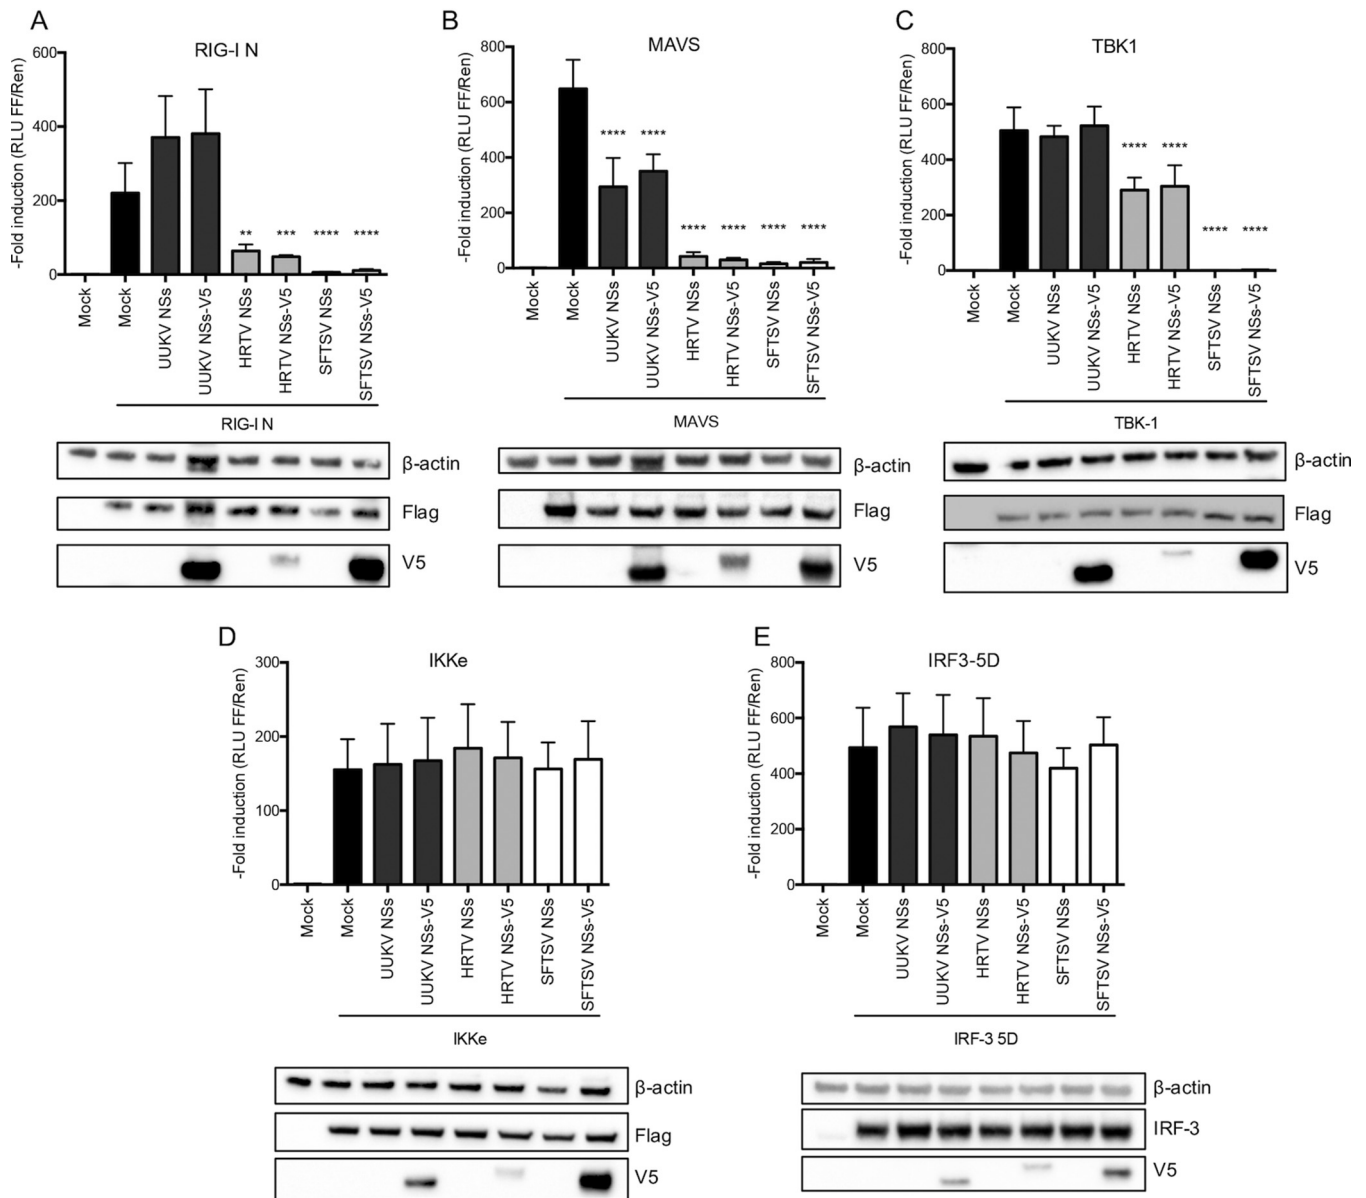 A
RIG-I N
-Fold induction (RLU FF/Ren)
600
400
200
0
**
***
****
****
Mock
Mock
UUKV NSs
UUKV NSs-V5
HRTV NSs
HRTV NSs-V5
SFTSV NSs
SFTSV NSs-V5
RIG-I N
β-actin
Flag
V5
B
MAVS
-Fold induction (RLU FF/Ren)
800
600
400
200
0
****
****
****
****
****
****
Mock
Mock
UUKV NSs
UUKV NSs-V5
HRTV NSs
HRTV NSs-V5
SFTSV NSs
SFTSV NSs-V5
MAVS
β-actin
Flag
V5
C
TBK1
-Fold induction (RLU FF/Ren)
800
600
400
200
0
****
****
****
****
Mock
Mock
UUKV NSs
UUKV NSs-V5
HRTV NSs
HRTV NSs-V5
SFTSV NSs
SFTSV NSs-V5
TBK-1
β-actin
Flag
V5
D
IKKe
-Fold induction (RLU FF/Ren)
300
200
100
0
Mock
Mock
UUKV NSs
UUKV NSs-V5
HRTV NSs
HRTV NSs-V5
SFTSV NSs
SFTSV NSs-V5
IKKe
β-actin
Flag
V5
E
IRF3-5D
-Fold induction (RLU FF/Ren)
800
600
400
200
0
Mock
Mock
UUKV NSs
UUKV NSs-V5
HRTV NSs
HRTV NSs-V5
SFTSV NSs
SFTSV NSs-V5
IRF-3 5D
β-actin
IRF-3
V5